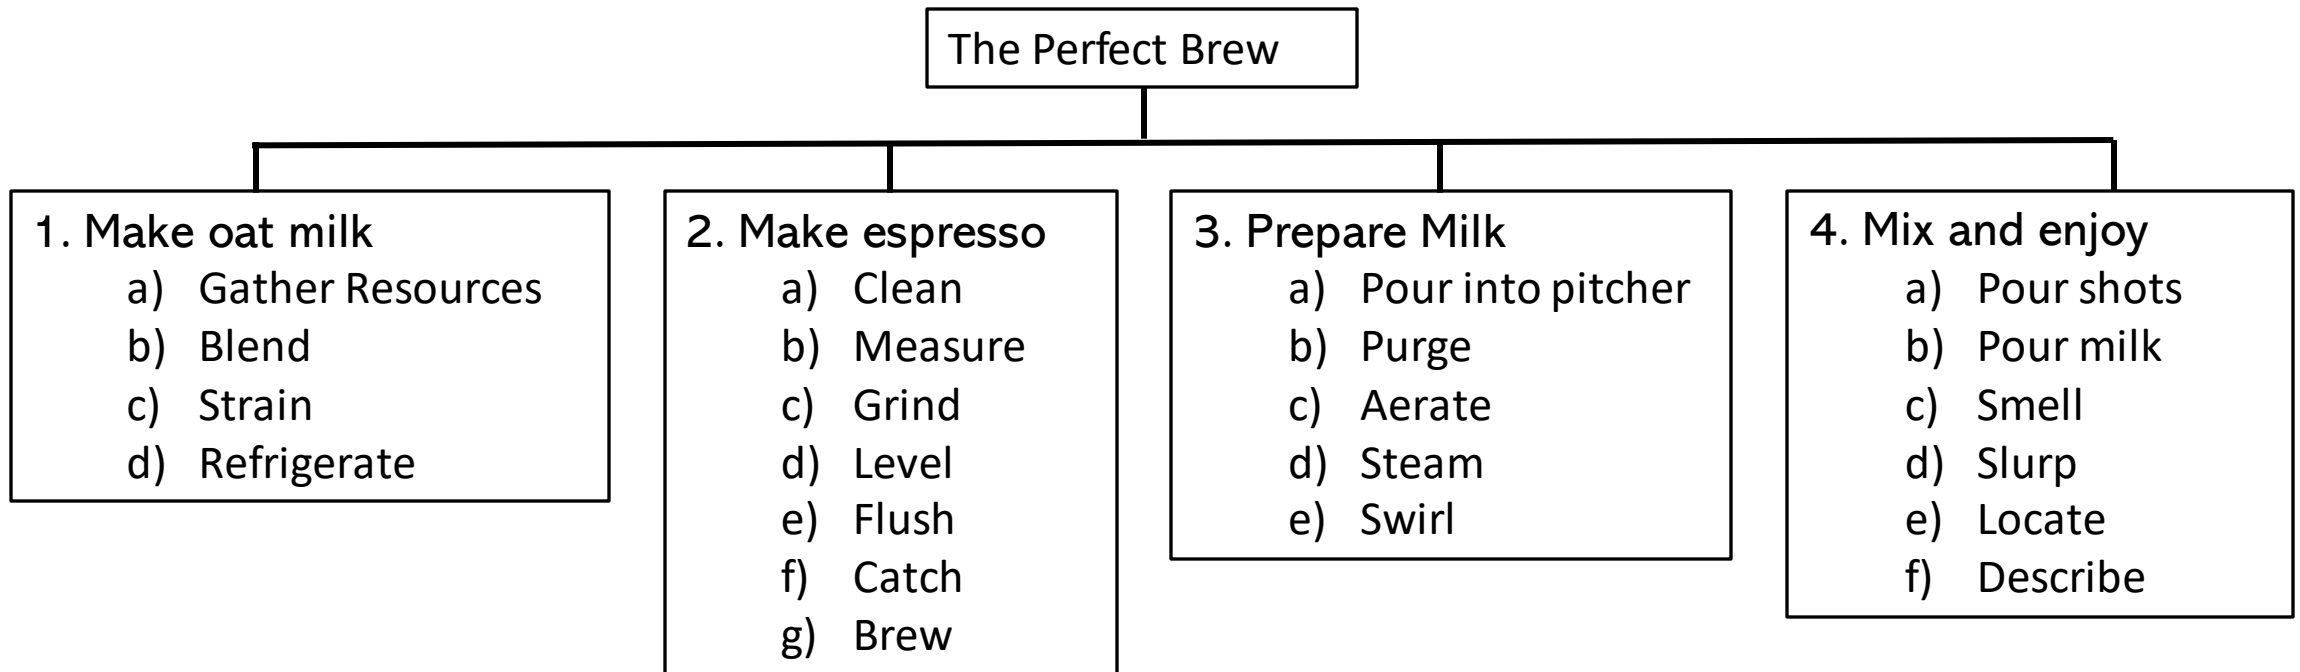 The Perfect Brew
1. Make oat milk
a) Gather Resources
b) Blend
c) Strain
d) Refrigerate
2. Make espresso
a) Clean
b) Measure
c) Grind
d) Level
e) Flush
f) Catch
g) Brew
3. Prepare Milk
a) Pour into pitcher
b) Purge
c) Aerate
d) Steam
e) Swirl
4. Mix and enjoy
a) Pour shots
b) Pour milk
c) Smell
d) Slurp
e) Locate
f) Describe